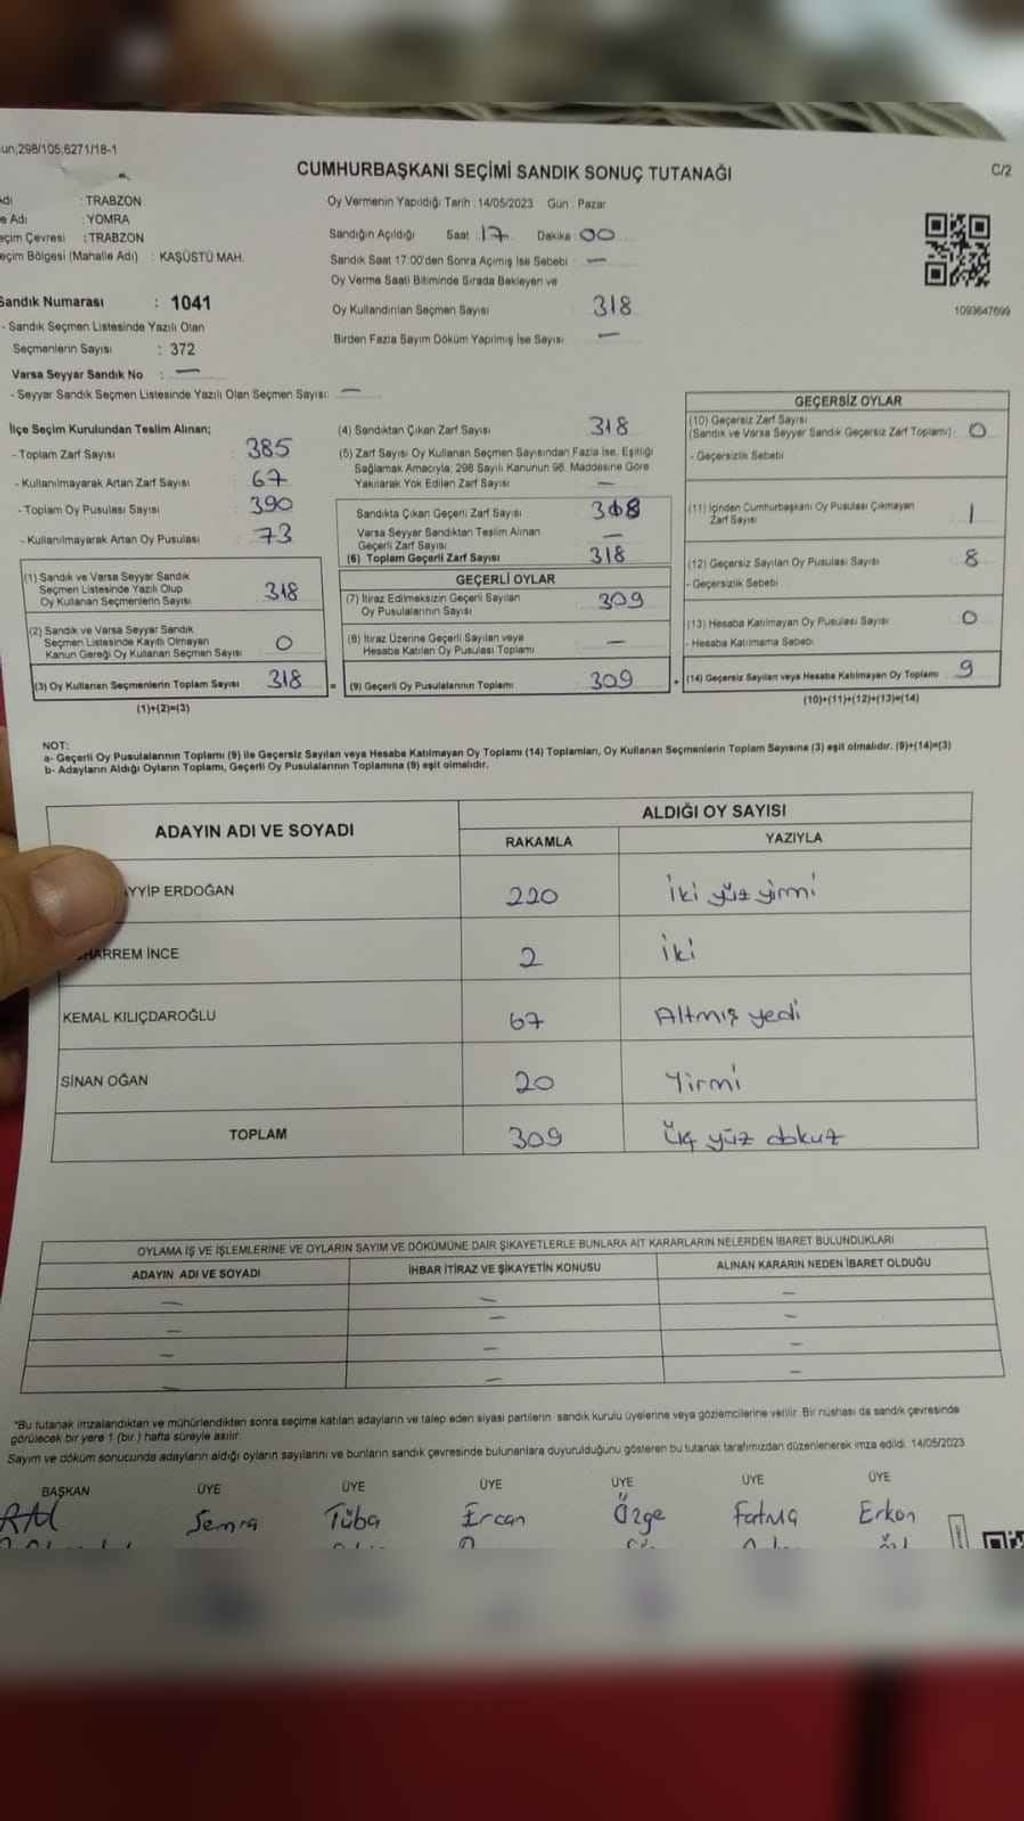 un;298/105;6271/18-1
CUMHURBAŞKANI SEÇİMİ SANDIK SONUÇ TUTANAĞI
C/2
Adı : TRABZON
e Adı : YOMRA
eçim Çevresi : TRABZON
eçim Bölgesi (Mahalle Adı) : KAŞÜSTÜ MAH.
Oy Vermenin Yapıldığı Tarih : 14/05/2023 Gün : Pazar
Sandığın Açıldığı Saat : 17 Dakika : 00
Sandık Saat 17:00'den Sonra Açılmış İse Sebebi : —
Oy Verme Saati Bitiminde Sırada Bekleyen ve
Oy Kullandırılan Seçmen Sayısı : 318
Birden Fazla Sayım Döküm Yapılmış İse Sayısı : —
1093647699
Sandık Numarası : 1041
- Sandık Seçmen Listesinde Yazılı Olan
Seçmenlerin Sayısı : 372
Varsa Seyyar Sandık No : —
- Seyyar Sandık Seçmen Listesinde Yazılı Olan Seçmen Sayısı: —
İlçe Seçim Kurulundan Teslim Alınan;
- Toplam Zarf Sayısı : 385
- Kullanılmayarak Artan Zarf Sayısı : 67
- Toplam Oy Pusulası Sayısı : 390
- Kullanılmayarak Artan Oy Pusulası : 73
(1) Sandık ve Varsa Seyyar Sandık
Seçmen Listesinde Yazılı Olup
Oy Kullanan Seçmenlerin Sayısı 318
(2) Sandık ve Varsa Seyyar Sandık
Seçmen Listesinde Kayıtlı Olmayan
Kanun Gereği Oy Kullanan Seçmen Sayısı 0
(3) Oy Kullanan Seçmenlerin Toplam Sayısı 318
(1)+(2)=(3)
(4) Sandıktan Çıkan Zarf Sayısı 318
(5) Zarf Sayısı Oy Kullanan Seçmen Sayısından Fazla İse, Eşitliği
Sağlamak Amacıyla; 298 Sayılı Kanunun 98. Maddesine Göre
Yakılarak Yok Edilen Zarf Sayısı —
Sandıkta Çıkan Geçerli Zarf Sayısı 318
Varsa Seyyar Sandıktan Teslim Alınan
Geçerli Zarf Sayısı —
(6) Toplam Geçerli Zarf Sayısı 318
GEÇERLİ OYLAR
(7) İtiraz Edilmeksizin Geçerli Sayılan
Oy Pusulalarının Sayısı 309
(8) İtiraz Üzerine Geçerli Sayılan veya
Hesaba Katılan Oy Pusulası Toplamı —
= (9) Geçerli Oy Pusulalarının Toplamı 309
GEÇERSİZ OYLAR
(10) Geçersiz Zarf Sayısı
(Sandık ve Varsa Seyyar Sandık Geçersiz Zarf Toplamı) : 0
- Geçersizlik Sebebi
(11) İçinden Cumhurbaşkanı Oy Pusulası Çıkmayan
Zarf Sayısı 1
(12) Geçersiz Sayılan Oy Pusulası Sayısı 8
- Geçersizlik Sebebi
(13) Hesaba Katılmayan Oy Pusulası Sayısı 0
- Hesaba Katılmama Sebebi
+ (14) Geçersiz Sayılan veya Hesaba Katılmayan Oy Toplamı 9
(10)+(11)+(12)+(13)=(14)
NOT:
a- Geçerli Oy Pusulalarının Toplamı (9) ile Geçersiz Sayılan veya Hesaba Katılmayan Oy Toplamı (14) Toplamları, Oy Kullanan Seçmenlerin Toplam Sayısına (3) eşit olmalıdır. (9)+(14)=(3)
b- Adayların Aldığı Oyların Toplamı, Geçerli Oy Pusulalarının Toplamına (9) eşit olmalıdır.
ADAYIN ADI VE SOYADI
ALDIĞI OY SAYISI
RAKAMLA YAZIYLA
AYYİP ERDOĞAN 220 İki yüz yirmi
HARREM İNCE 2 İki
KEMAL KILIÇDAROĞLU 67 Altmış yedi
SİNAN OĞAN 20 Yirmi
TOPLAM 309 Üç yüz dokuz
OYLAMA İŞ VE İŞLEMLERİNE VE OYLARIN SAYIM VE DÖKÜMÜNE DAİR ŞİKAYETLERLE BUNLARA AİT KARARLARIN NELERDEN İBARET BULUNDUKLARI
ADAYIN ADI VE SOYADI İHBAR İTİRAZ VE ŞİKAYETİN KONUSU ALINAN KARARIN NEDEN İBARET OLDUĞU
— — —
— — —
— — —
— — —
*Bu tutanak imzalandıktan ve mühürlendikten sonra seçime katılan adayların ve talep eden siyasi partilerin sandık kurulu üyelerine veya gözlemcilerine verilir. Bir nüshası da sandık çevresinde
görülecek bir yere 1 (bir.) hafta süreyle asılır.
Sayım ve döküm sonucunda adayların aldığı oyların sayılarını ve bunların sandık çevresinde bulunanlara duyurulduğunu gösteren bu tutanak tarafımızdan düzenlenerek imza edildi. 14/05/2023
BAŞKAN ÜYE ÜYE ÜYE ÜYE ÜYE ÜYE
Semra Tüba Ercan Özge Fatma Erkan